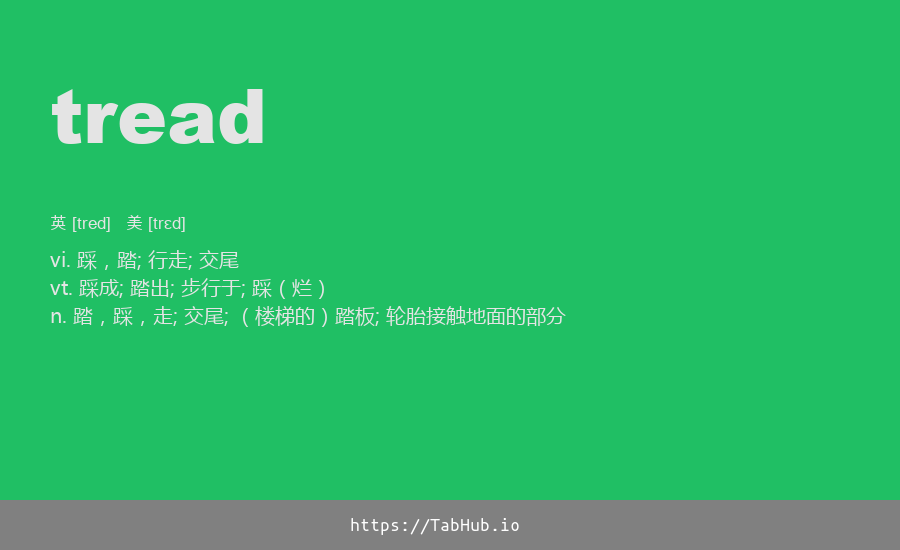 tread
英 [tred] 美 [trɛd]
vi. 踩，踏; 行走; 交尾
vt. 踩成; 踏出; 步行于; 踩（烂）
n. 踏，踩，走; 交尾; （楼梯的）踏板; 轮胎接触地面的部分
https://TabHub.io